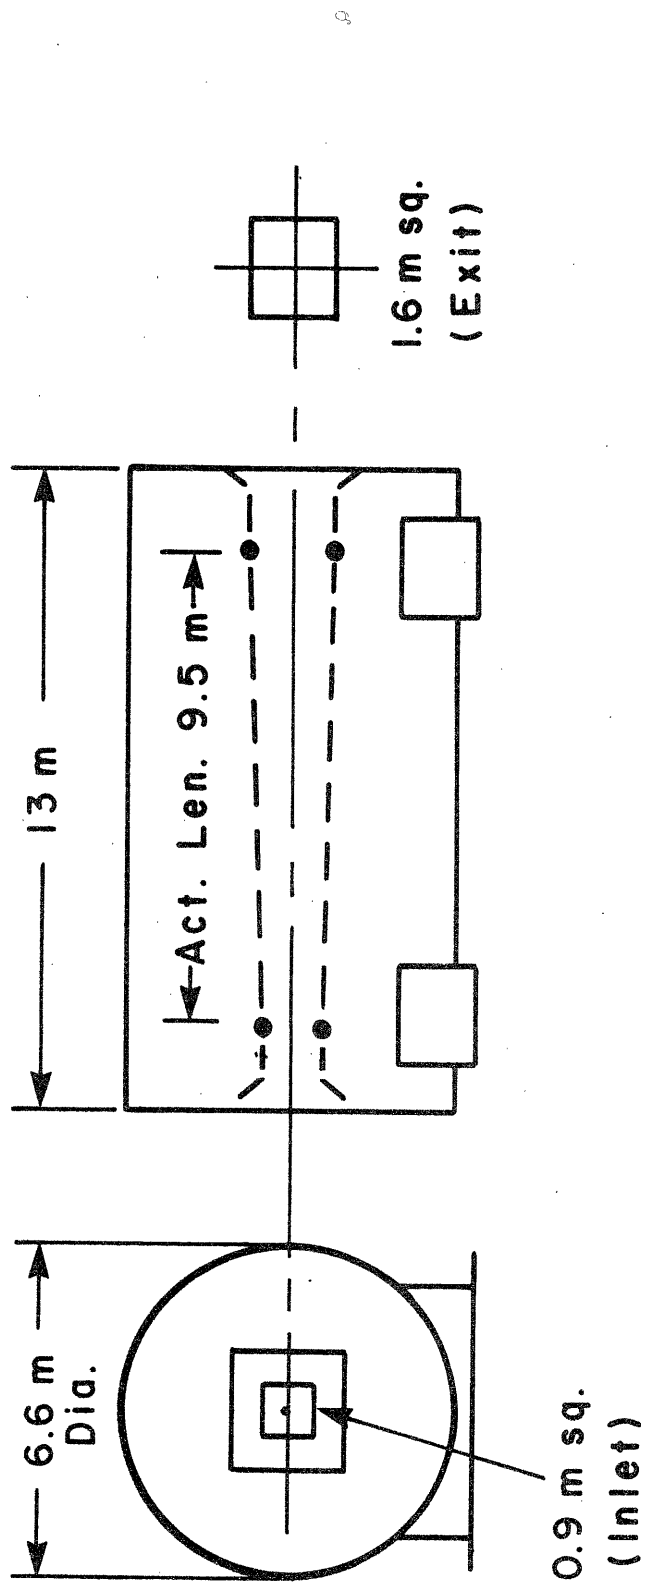 6.6 m
Dia.
0.9 m sq.
(Inlet)
13 m
Act. Len. 9.5 m
1.6 m sq.
(Exit)